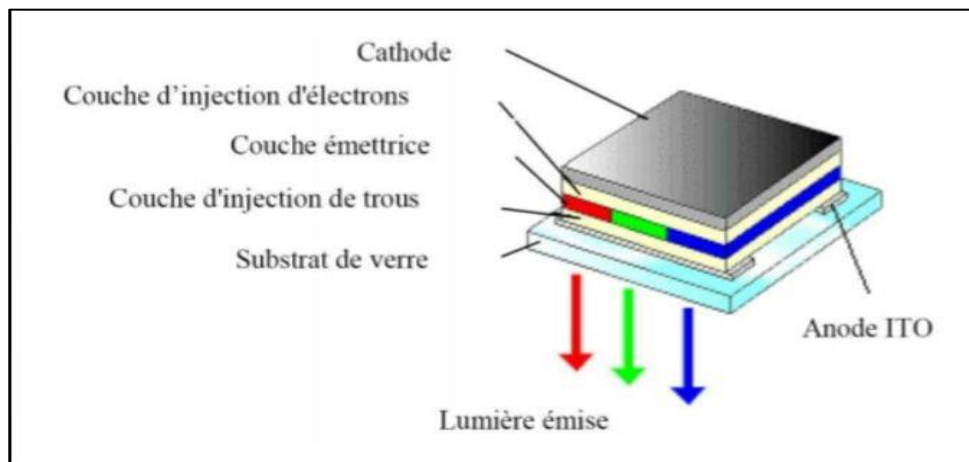 Cathode
Couche d’injection d'électrons
Couche émettrice
Couche d'injection de trous
Substrat de verre
Anode ITO
Lumière émise